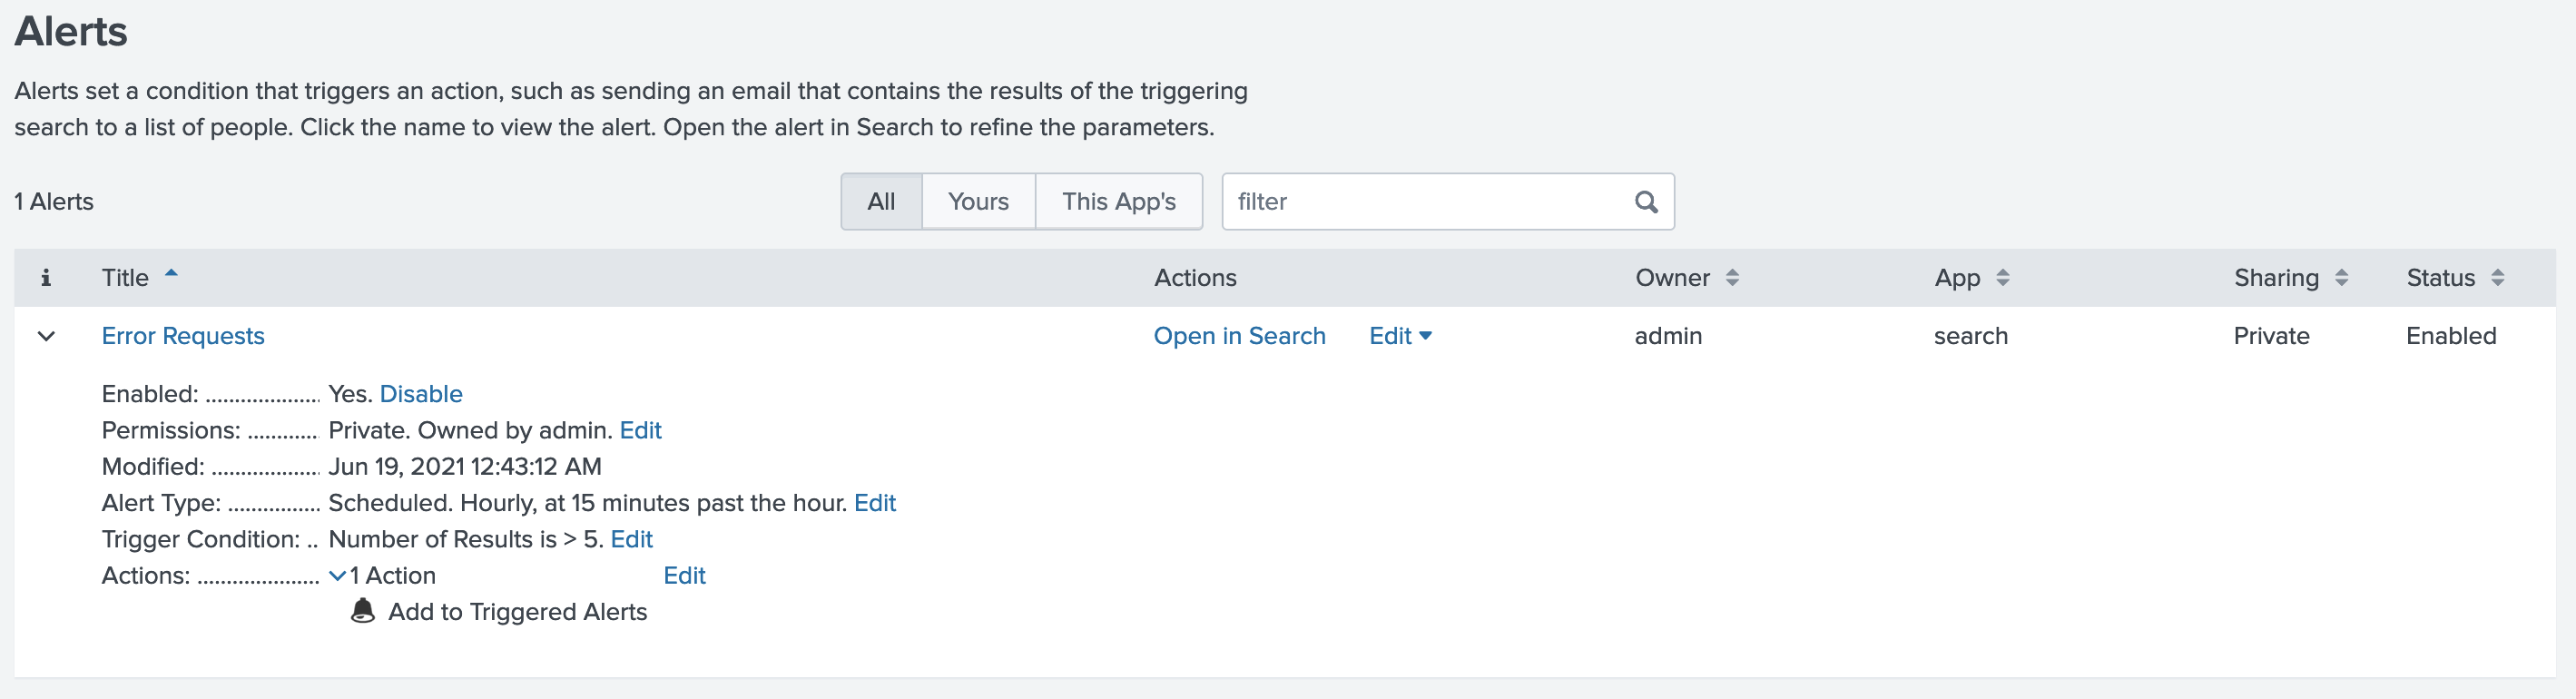 Alerts
Alerts set a condition that triggers an action, such as sending an email that contains the results of the triggering
search to a list of people. Click the name to view the alert. Open the alert in Search to refine the parameters.
1 Alerts All Yours This App's filter
i Title Actions Owner App Sharing Status
Error Requests Open in Search Edit admin search Private Enabled
Enabled: .................... Yes. Disable
Permissions: ............. Private. Owned by admin. Edit
Modified: ................... Jun 19, 2021 12:43:12 AM
Alert Type: ................ Scheduled. Hourly, at 15 minutes past the hour. Edit
Trigger Condition: .. Number of Results is > 5. Edit
Actions: ..................... 1 Action Edit
Add to Triggered Alerts